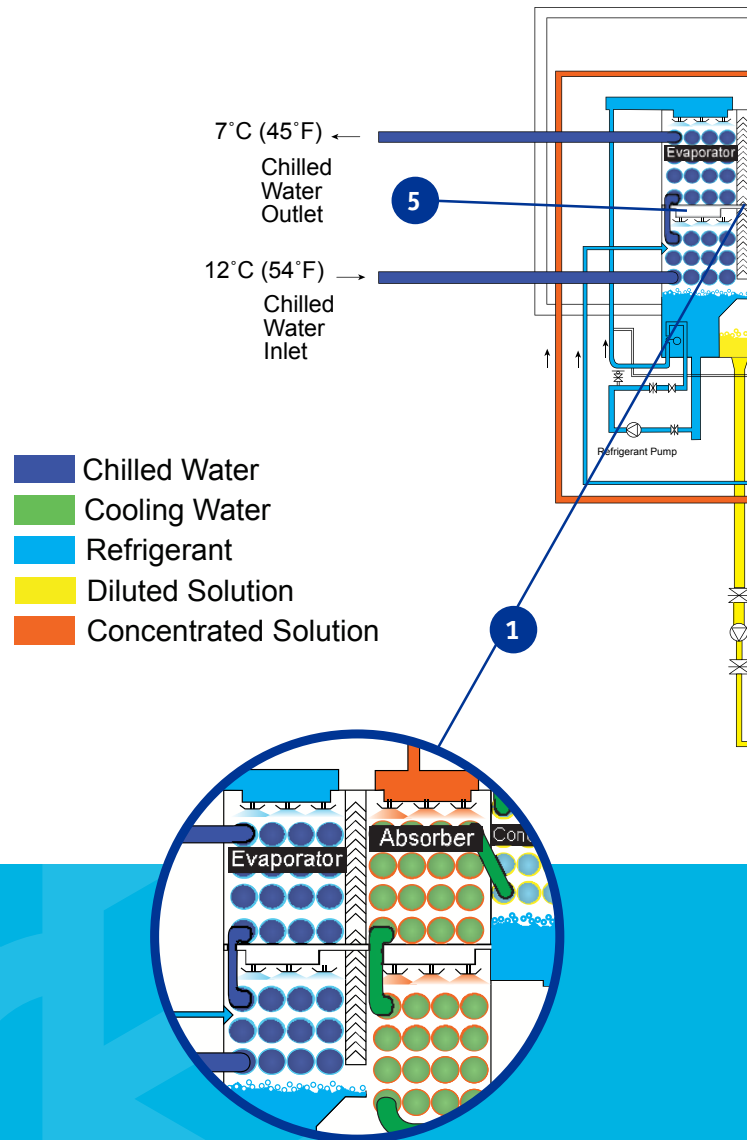 7˚C (45˚F)
Chilled
Water
Outlet
Evaporator
5
12˚C (54˚F)
Chilled
Water
Inlet
Refrigerant Pump
Chilled Water
Cooling Water
Refrigerant
Diluted Solution
Concentrated Solution
1
Absorber
Evaporator